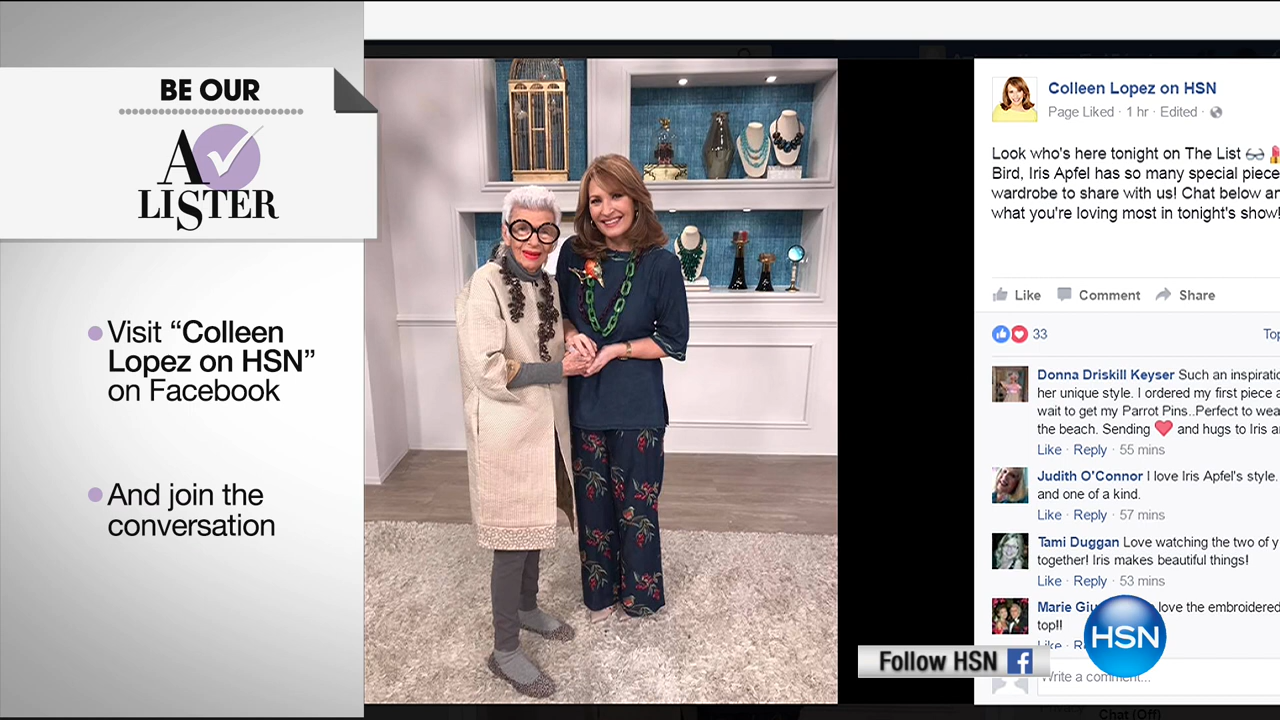 BE OUR
A
LISTER
Visit “Colleen
Lopez on HSN”
on Facebook
And join the
conversation
Colleen Lopez on HSN
Page Liked · 1 hr · Edited ·
Look who's here tonight on The List
Bird, Iris Apfel has so many special piece
wardrobe to share with us! Chat below an
what you're loving most in tonight's show!
Like Comment Share
33 Top
Donna Driskill Keyser Such an inspiratio
her unique style. I ordered my first piece a
wait to get my Parrot Pins..Perfect to wea
the beach. Sending and hugs to Iris an
Like · Reply · 55 mins
Judith O'Connor I love Iris Apfel's style.
and one of a kind.
Like · Reply · 57 mins
Tami Duggan Love watching the two of y
together! Iris makes beautiful things!
Like · Reply · 53 mins
Marie love the embroidered
top!!
Like
HSN
Follow HSN
Write a comment...
Chat (Off)